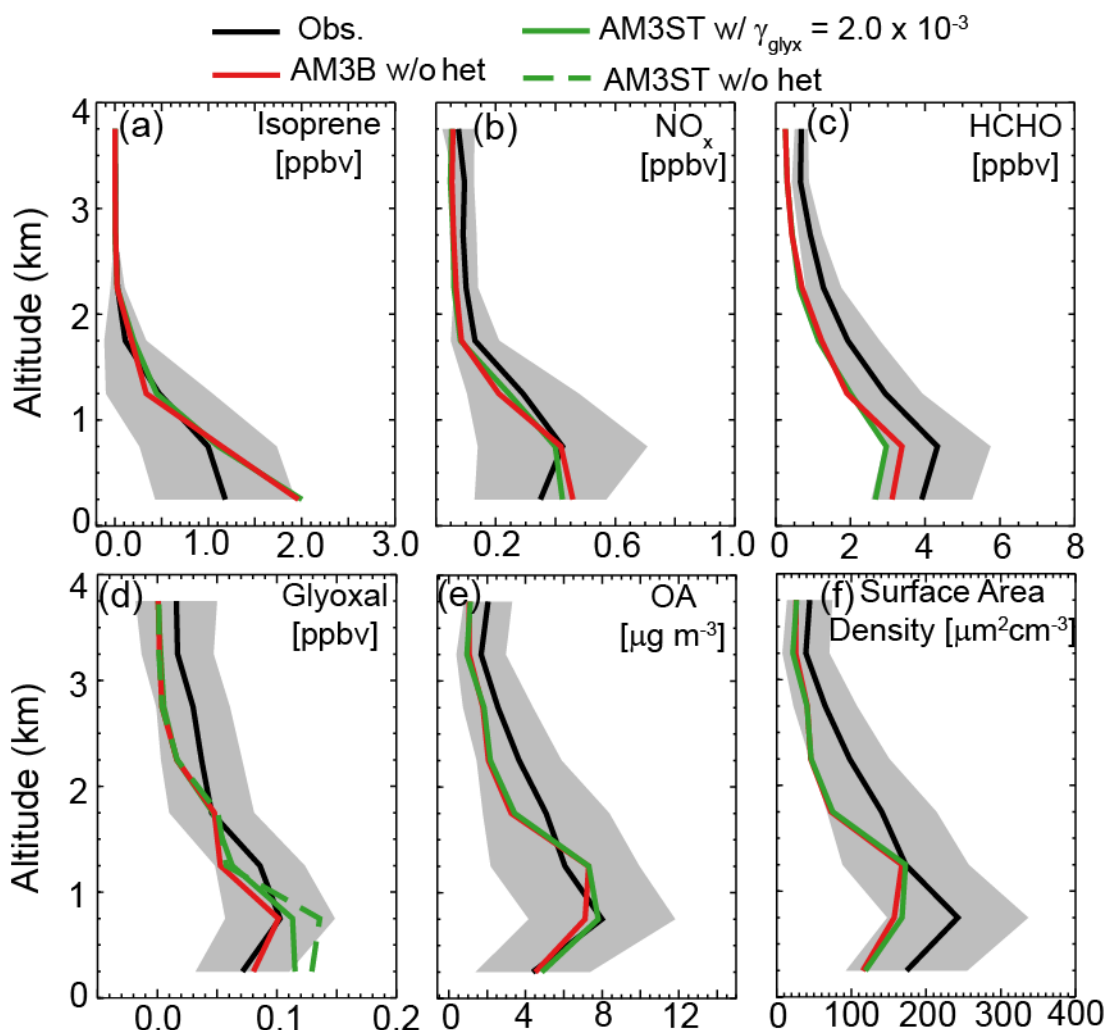 Obs.
AM3ST w/ γglyx = 2.0 x 10-3
AM3B w/o het
AM3ST w/o het
4
3
2
1
0
Altitude (km)
(a) Isoprene
[ppbv]
0.0 1.0 2.0 3.0
(b) NOx
[ppbv]
0.2 0.6 1.0
(c) HCHO
[ppbv]
0 2 4 6 8
4
3
2
1
0
Altitude (km)
(d) Glyoxal
[ppbv]
0.0 0.1 0.2
(e) OA
[μg m-3]
0 4 8 12
(f) Surface Area
Density [μm2cm-3]
0 100 200 300 400